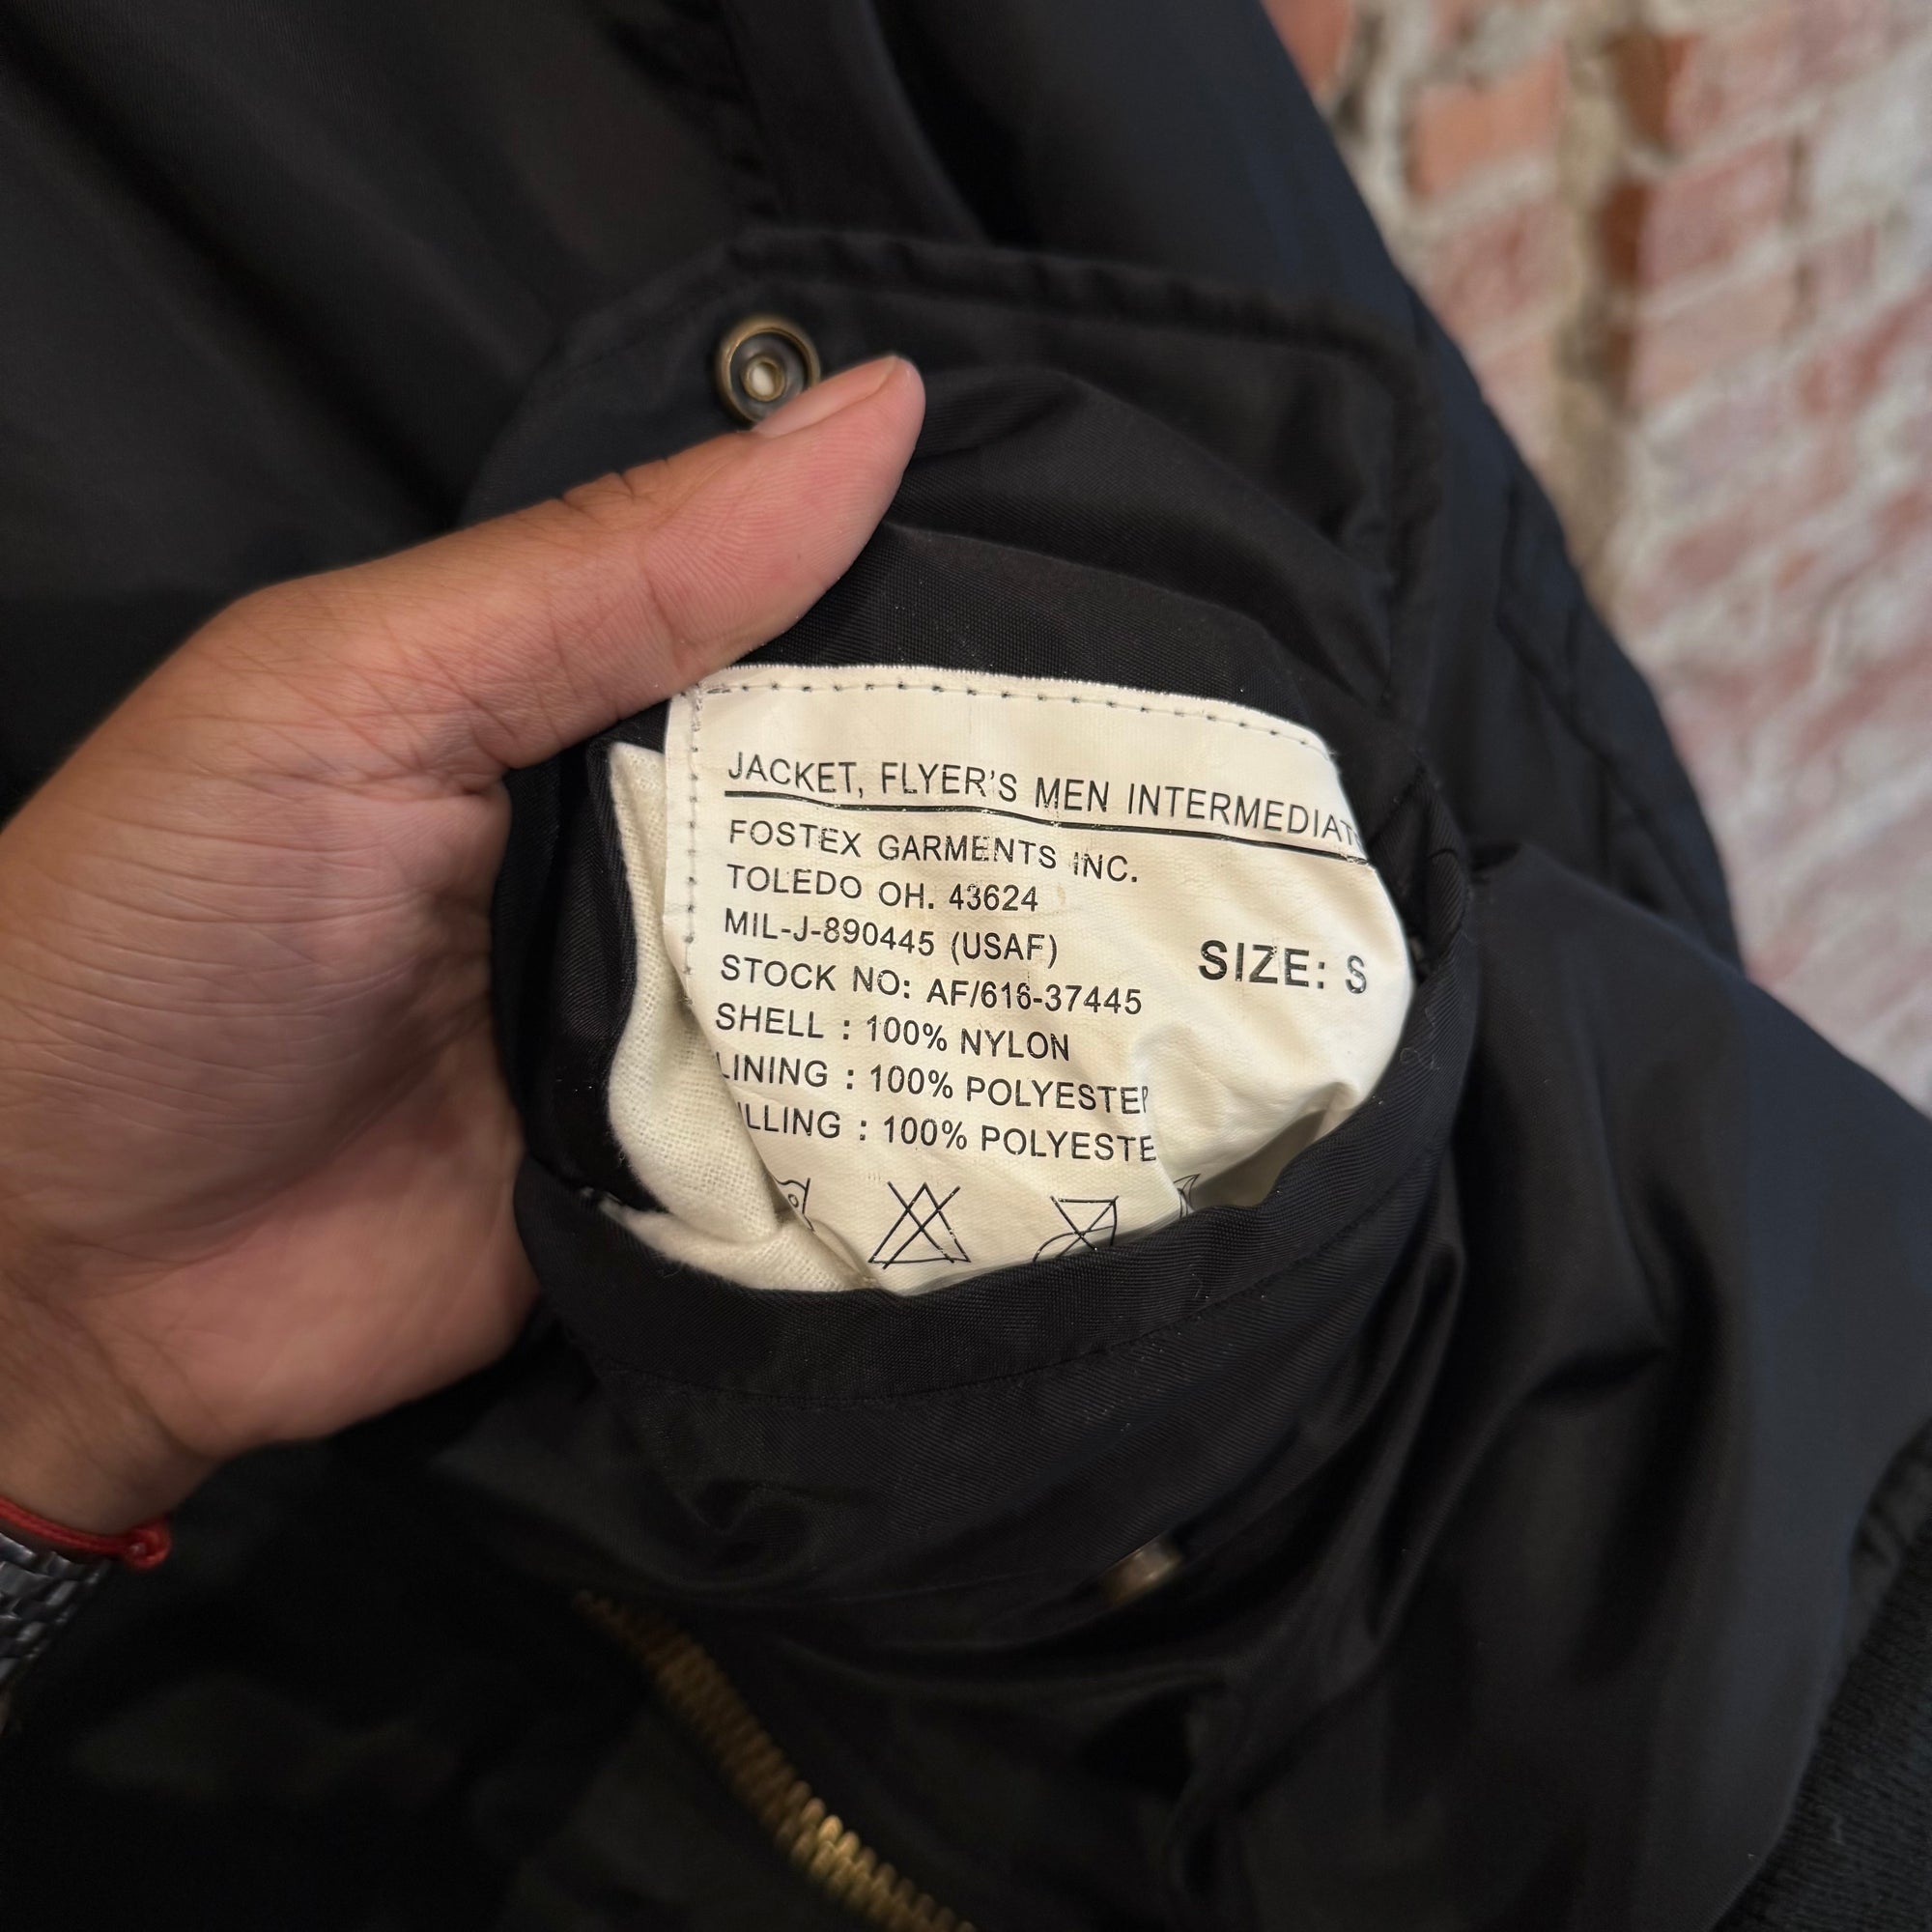 JACKET, FLYER'S MEN INTERMEDIAT
FOSTEX GARMENTS INC.
TOLEDO OH. 43624
MIL-J-890445 (USAF)
STOCK NO: AF/616-37445
SIZE: S
SHELL : 100% NYLON
LINING : 100% POLYESTER
ILLING : 100% POLYESTE